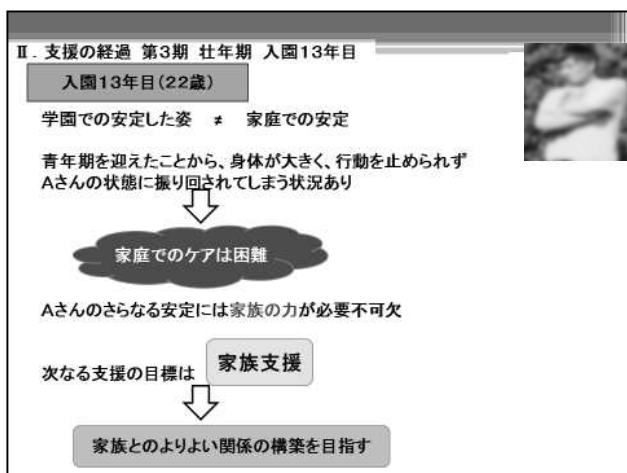 Ⅱ．支援の経過 第3期 壮年期 入園13年目
入園13年目(22歳)
学園での安定した姿 ≠ 家庭での安定
青年期を迎えたことから、身体が大きく、行動を止められず
Aさんの状態に振り回されてしまう状況あり
家庭でのケアは困難
Aさんのさらなる安定には家族の力が必要不可欠
次なる支援の目標は 家族支援
家族とのよりよい関係の構築を目指す